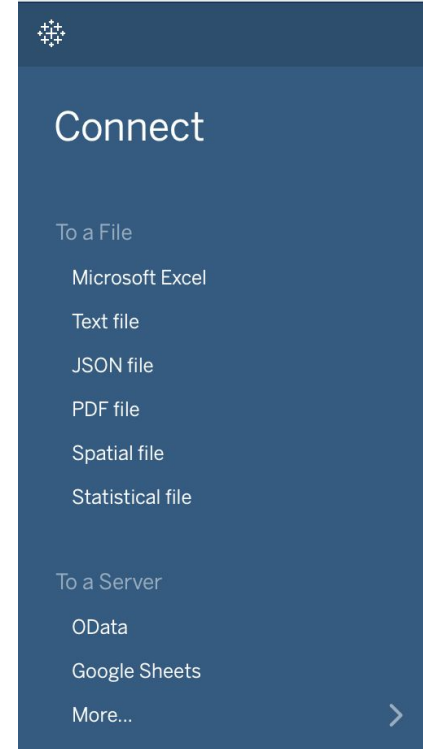 Connect
To a File
Microsoft Excel
Text file
JSON file
PDF file
Spatial file
Statistical file
To a Server
OData
Google Sheets
More...